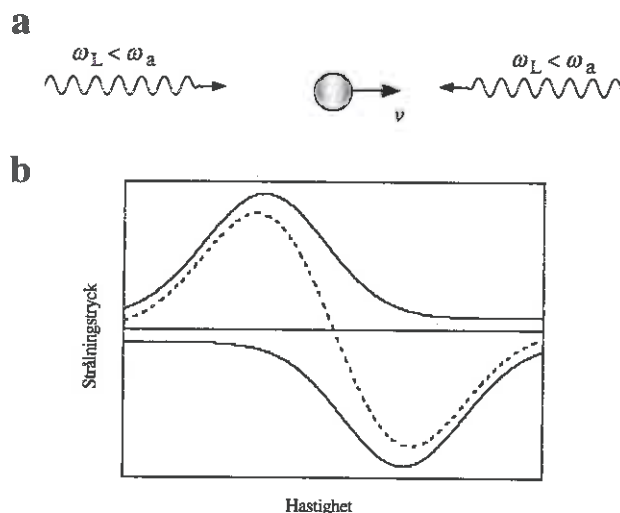 a
ω_L < ω_a
ω_L < ω_a
v
b
Strålningstryck
Hastighet